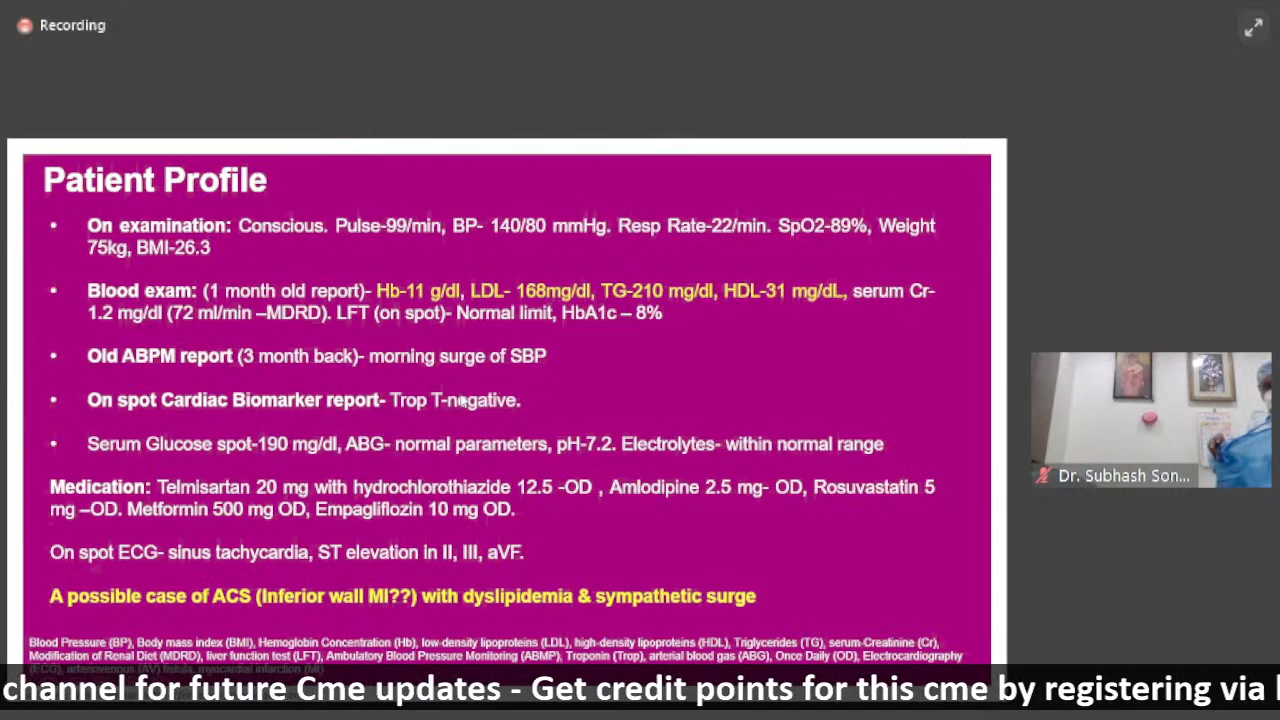 Recording
Patient Profile
• On examination: Conscious. Pulse-99/min, BP- 140/80 mmHg. Resp Rate-22/min. SpO2-89%, Weight
75kg, BMI-26.3
• Blood exam: (1 month old report)- Hb-11 g/dl, LDL- 168mg/dl, TG-210 mg/dl, HDL-31 mg/dL, serum Cr-
1.2 mg/dl (72 ml/min –MDRD). LFT (on spot)- Normal limit, HbA1c – 8%
• Old ABPM report (3 month back)- morning surge of SBP
• On spot Cardiac Biomarker report- Trop T-negative.
• Serum Glucose spot-190 mg/dl, ABG- normal parameters, pH-7.2. Electrolytes- within normal range
Medication: Telmisartan 20 mg with hydrochlorothiazide 12.5 -OD , Amlodipine 2.5 mg- OD, Rosuvastatin 5
mg –OD. Metformin 500 mg OD, Empagliflozin 10 mg OD.
On spot ECG- sinus tachycardia, ST elevation in II, III, aVF.
A possible case of ACS (Inferior wall MI??) with dyslipidemia & sympathetic surge
Blood Pressure (BP), Body mass index (BMI), Hemoglobin Concentration (Hb), low-density lipoproteins (LDL), high-density lipoproteins (HDL), Triglycerides (TG), serum-Creatinine (Cr),
Modification of Renal Diet (MDRD), liver function test (LFT), Ambulatory Blood Pressure Monitoring (ABMP), Troponin (Trop), arterial blood gas (ABG), Once Daily (OD), Electrocardiography
(ECG), arteriovenous (AV) fistula, myocardial infarction (MI)
Dr. Subhash Son...
channel for future Cme updates - Get credit points for this cme by registering via